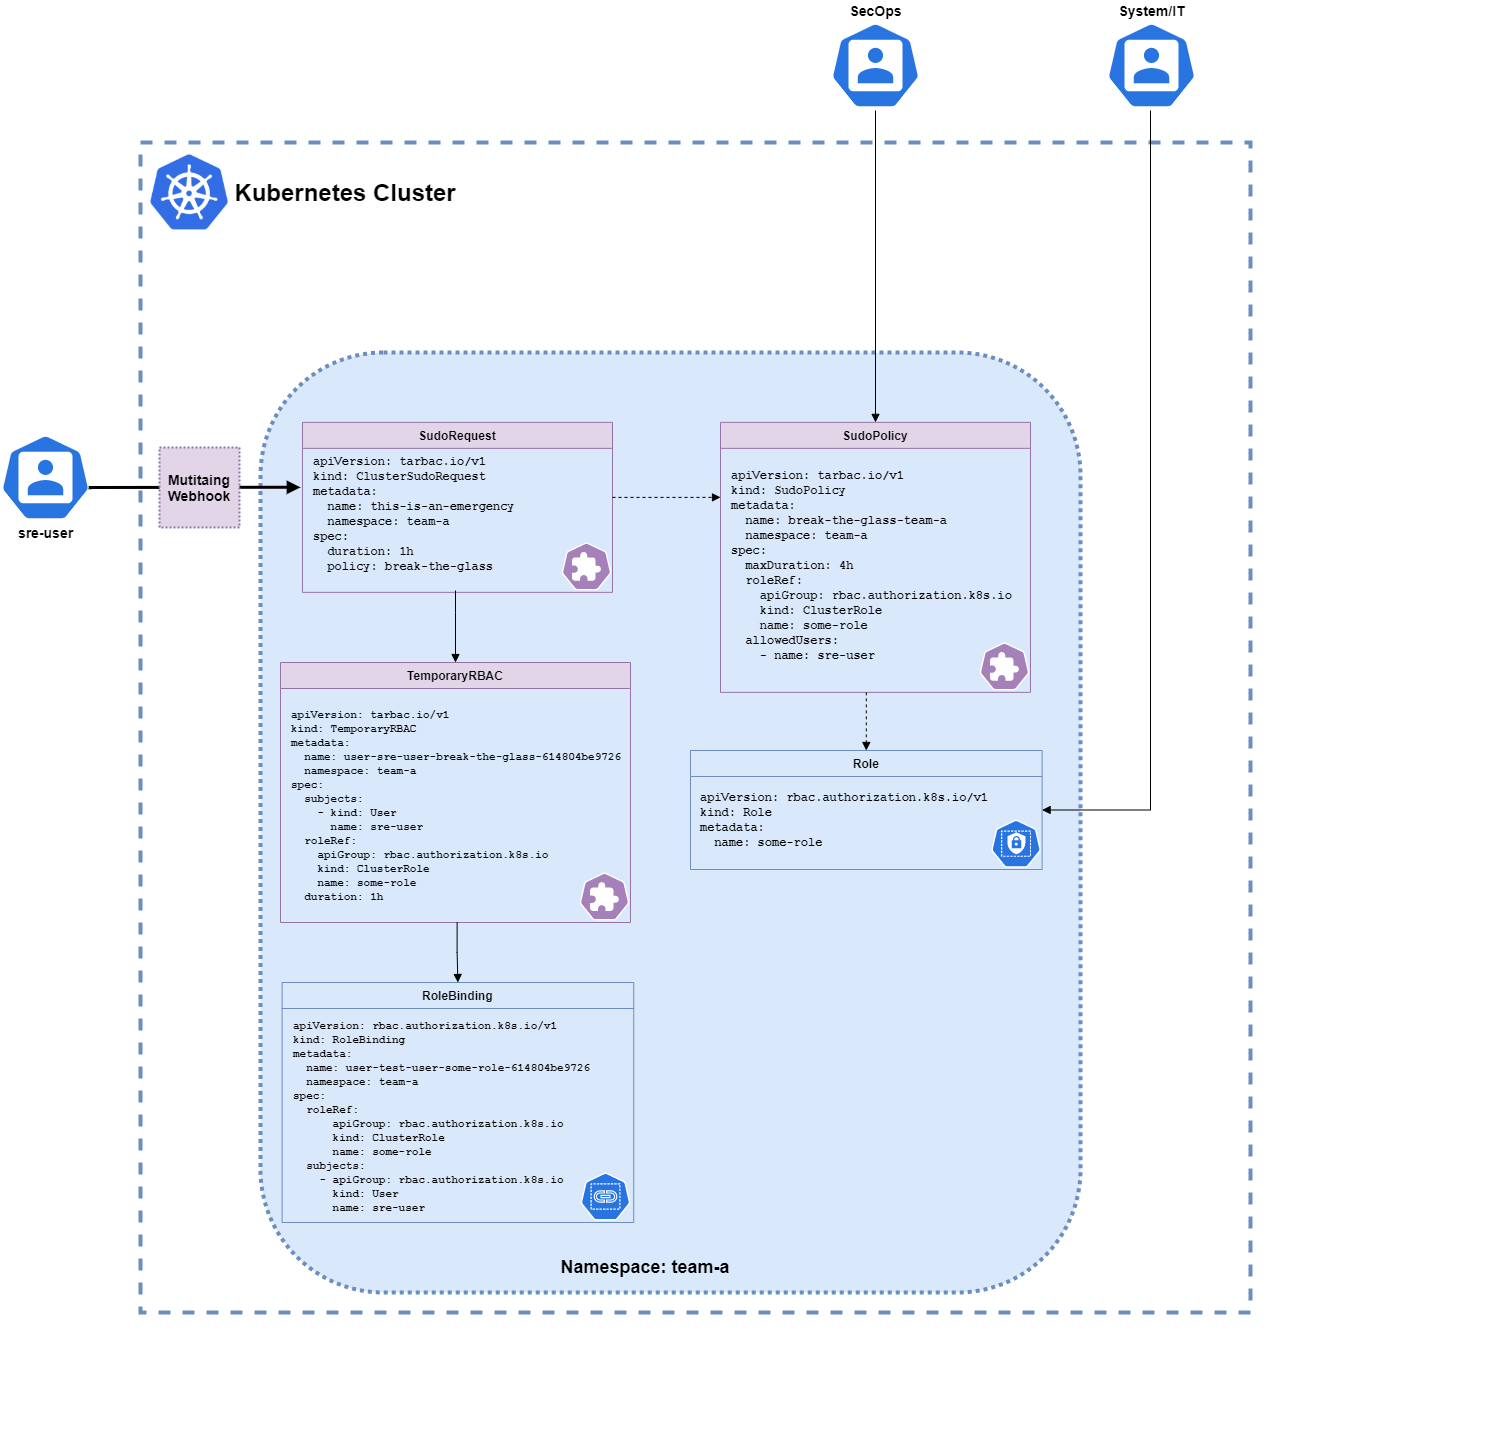 SecOps
System/IT
Kubernetes Cluster
sre-user
Mutitaing
Webhook
SudoRequest
apiVersion: tarbac.io/v1
kind: ClusterSudoRequest
metadata:
  name: this-is-an-emergency
  namespace: team-a
spec:
  duration: 1h
  policy: break-the-glass
SudoPolicy
apiVersion: tarbac.io/v1
kind: SudoPolicy
metadata:
  name: break-the-glass-team-a
  namespace: team-a
spec:
  maxDuration: 4h
  roleRef:
    apiGroup: rbac.authorization.k8s.io
    kind: ClusterRole
    name: some-role
  allowedUsers:
    - name: sre-user
TemporaryRBAC
apiVersion: tarbac.io/v1
kind: TemporaryRBAC
metadata:
  name: user-sre-user-break-the-glass-614804be9726
  namespace: team-a
spec:
  subjects:
    - kind: User
      name: sre-user
  roleRef:
    apiGroup: rbac.authorization.k8s.io
    kind: ClusterRole
    name: some-role
  duration: 1h
Role
apiVersion: rbac.authorization.k8s.io/v1
kind: Role
metadata:
  name: some-role
RoleBinding
apiVersion: rbac.authorization.k8s.io/v1
kind: RoleBinding
metadata:
  name: user-test-user-some-role-614804be9726
  namespace: team-a
spec:
  roleRef:
      apiGroup: rbac.authorization.k8s.io
      kind: ClusterRole
      name: some-role
  subjects:
    - apiGroup: rbac.authorization.k8s.io
      kind: User
      name: sre-user
Namespace: team-a